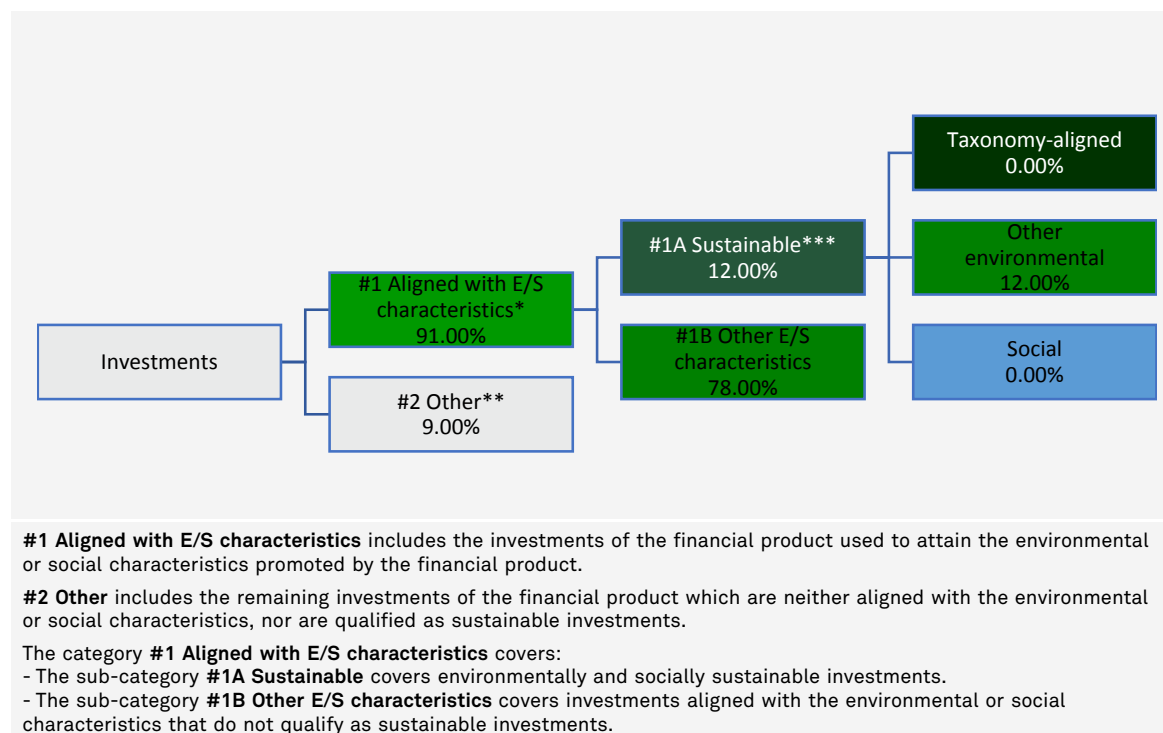 Taxonomy-aligned
0.00%
#1A Sustainable***
12.00%
Other
environmental
12.00%
#1 Aligned with E/S
characteristics*
91.00%
Investments
#1B Other E/S
characteristics
78.00%
Social
0.00%
#2 Other**
9.00%
#1 Aligned with E/S characteristics includes the investments of the financial product used to attain the environmental
or social characteristics promoted by the financial product.
#2 Other includes the remaining investments of the financial product which are neither aligned with the environmental
or social characteristics, nor are qualified as sustainable investments.
The category #1 Aligned with E/S characteristics covers:
- The sub-category #1A Sustainable covers environmentally and socially sustainable investments.
- The sub-category #1B Other E/S characteristics covers investments aligned with the environmental or social
characteristics that do not qualify as sustainable investments.